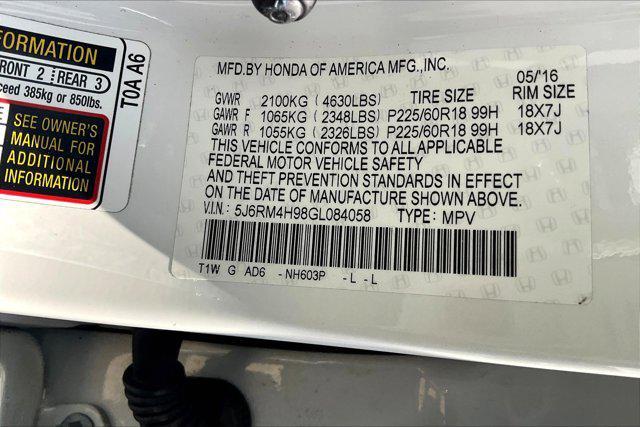 FORMATION
FRONT 2 REAR 3
ceed 385kg or 850lbs.
SEE OWNER'S
MANUAL FOR
ADDITIONAL
INFORMATION
T0A A6
MFD.BY HONDA OF AMERICA MFG.,INC.
05/'16
GVWR 2100KG (4630LBS) TIRE SIZE RIM SIZE
GAWR F 1065KG (2348LBS) P225/60R18 99H 18X7J
GAWR R 1055KG (2326LBS) P225/60R18 99H 18X7J
THIS VEHICLE CONFORMS TO ALL APPLICABLE
FEDERAL MOTOR VEHICLE SAFETY
AND THEFT PREVENTION STANDARDS IN EFFECT
ON THE DATE OF MANUFACTURE SHOWN ABOVE.
V.I.N.: 5J6RM4H98GL084058 TYPE: MPV
T1W G AD6 -NH603P -L -L